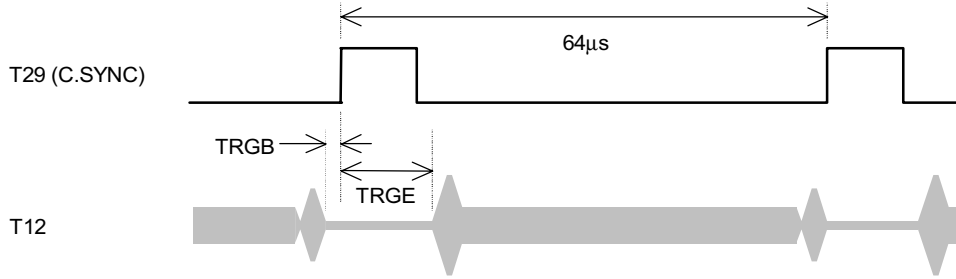 64μs
T29 (C.SYNC)
TRGB
TRGE
T12